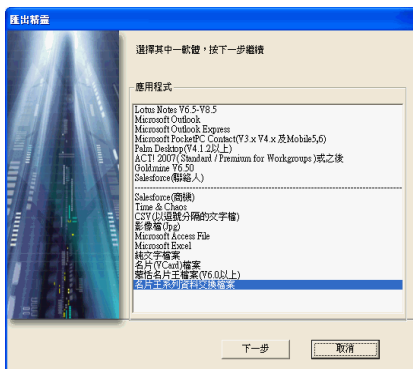 匯出精靈
選擇其中一軟體,按下一步繼續
應用程式
Lotus Notes V6.5-V8.5
Microsoft Outlook
Microsoft Outlook Express
Microsoft PocketPC Contact(V3.x V4.x 及Mobile5,6)
Palm Desktop(V4.1.2以上)
ACT! 2007( Standard / Premium for Workgroups )或之後
Goldmine V6.50
Salesforce(聯絡人)
Salesforce(商機)
Time & Chaos
CSV(以逗號分隔的文字檔)
影像檔(Jpg)
Microsoft Access File
Microsoft Excel
純文字檔案
名片(VCard)檔案
蒙恬名片王檔案(V6.0以上)
名片王系列資料交換檔案
下一步
取消